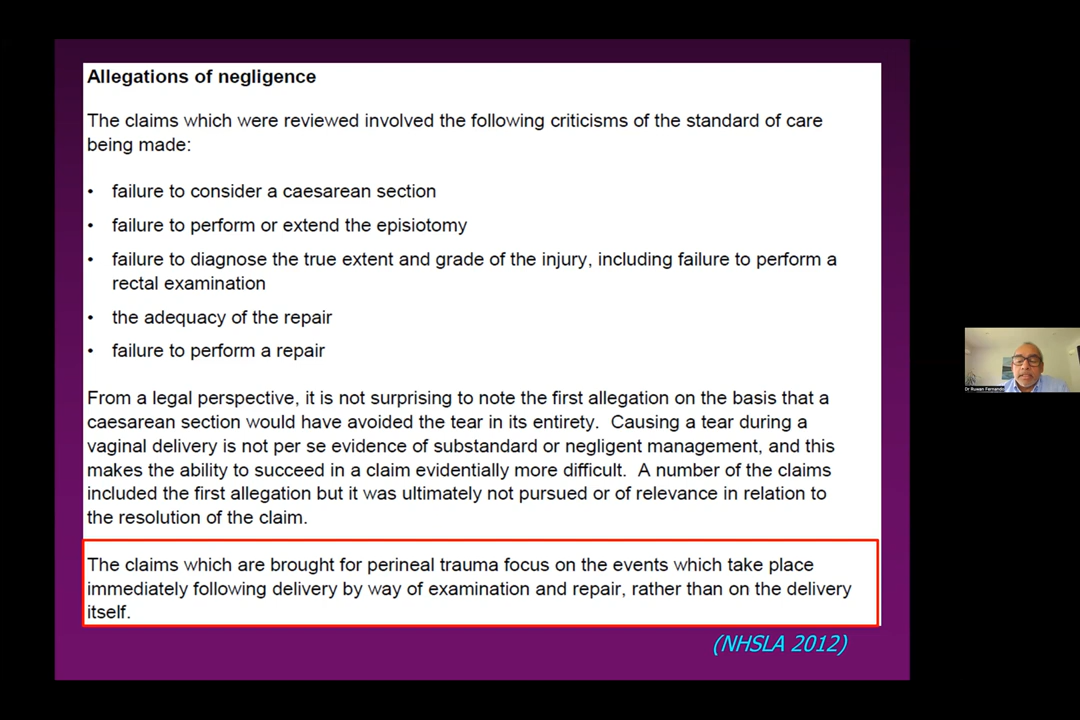 Allegations of negligence
The claims which were reviewed involved the following criticisms of the standard of care
being made:
• failure to consider a caesarean section
• failure to perform or extend the episiotomy
• failure to diagnose the true extent and grade of the injury, including failure to perform a
rectal examination
• the adequacy of the repair
• failure to perform a repair
From a legal perspective, it is not surprising to note the first allegation on the basis that a
caesarean section would have avoided the tear in its entirety. Causing a tear during a
vaginal delivery is not per se evidence of substandard or negligent management, and this
makes the ability to succeed in a claim evidentially more difficult. A number of the claims
included the first allegation but it was ultimately not pursued or of relevance in relation to
the resolution of the claim.
The claims which are brought for perineal trauma focus on the events which take place
immediately following delivery by way of examination and repair, rather than on the delivery
itself.
(NHSLA 2012)
Dr Ruwan Fernando